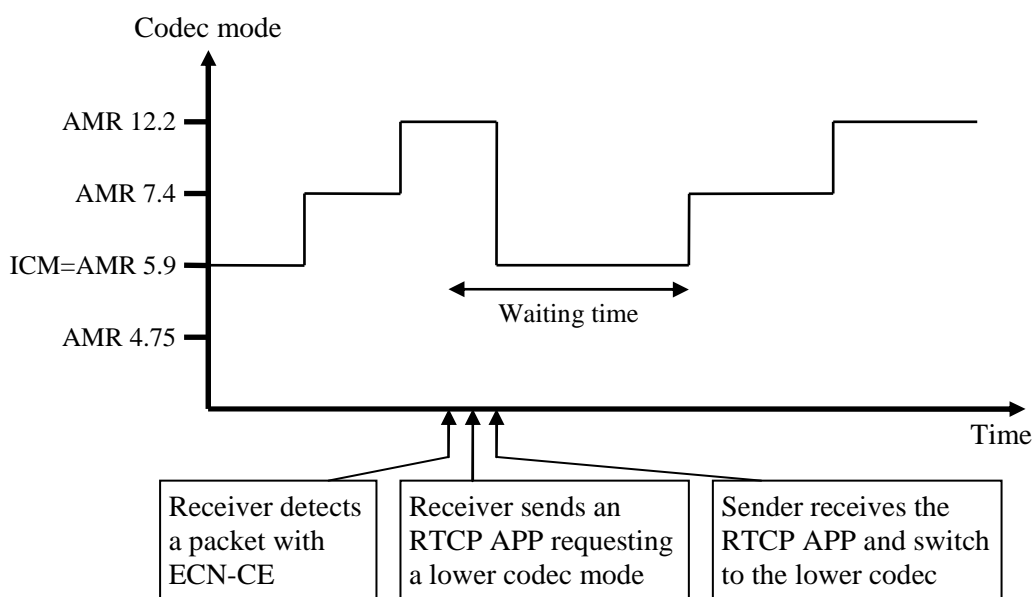 Codec mode
AMR 12.2
AMR 7.4
ICM=AMR 5.9
AMR 4.75
Waiting time
Time
Receiver detects
a packet with
ECN-CE
Receiver sends an
RTCP APP requesting
a lower codec mode
Sender receives the
RTCP APP and switch
to the lower codec